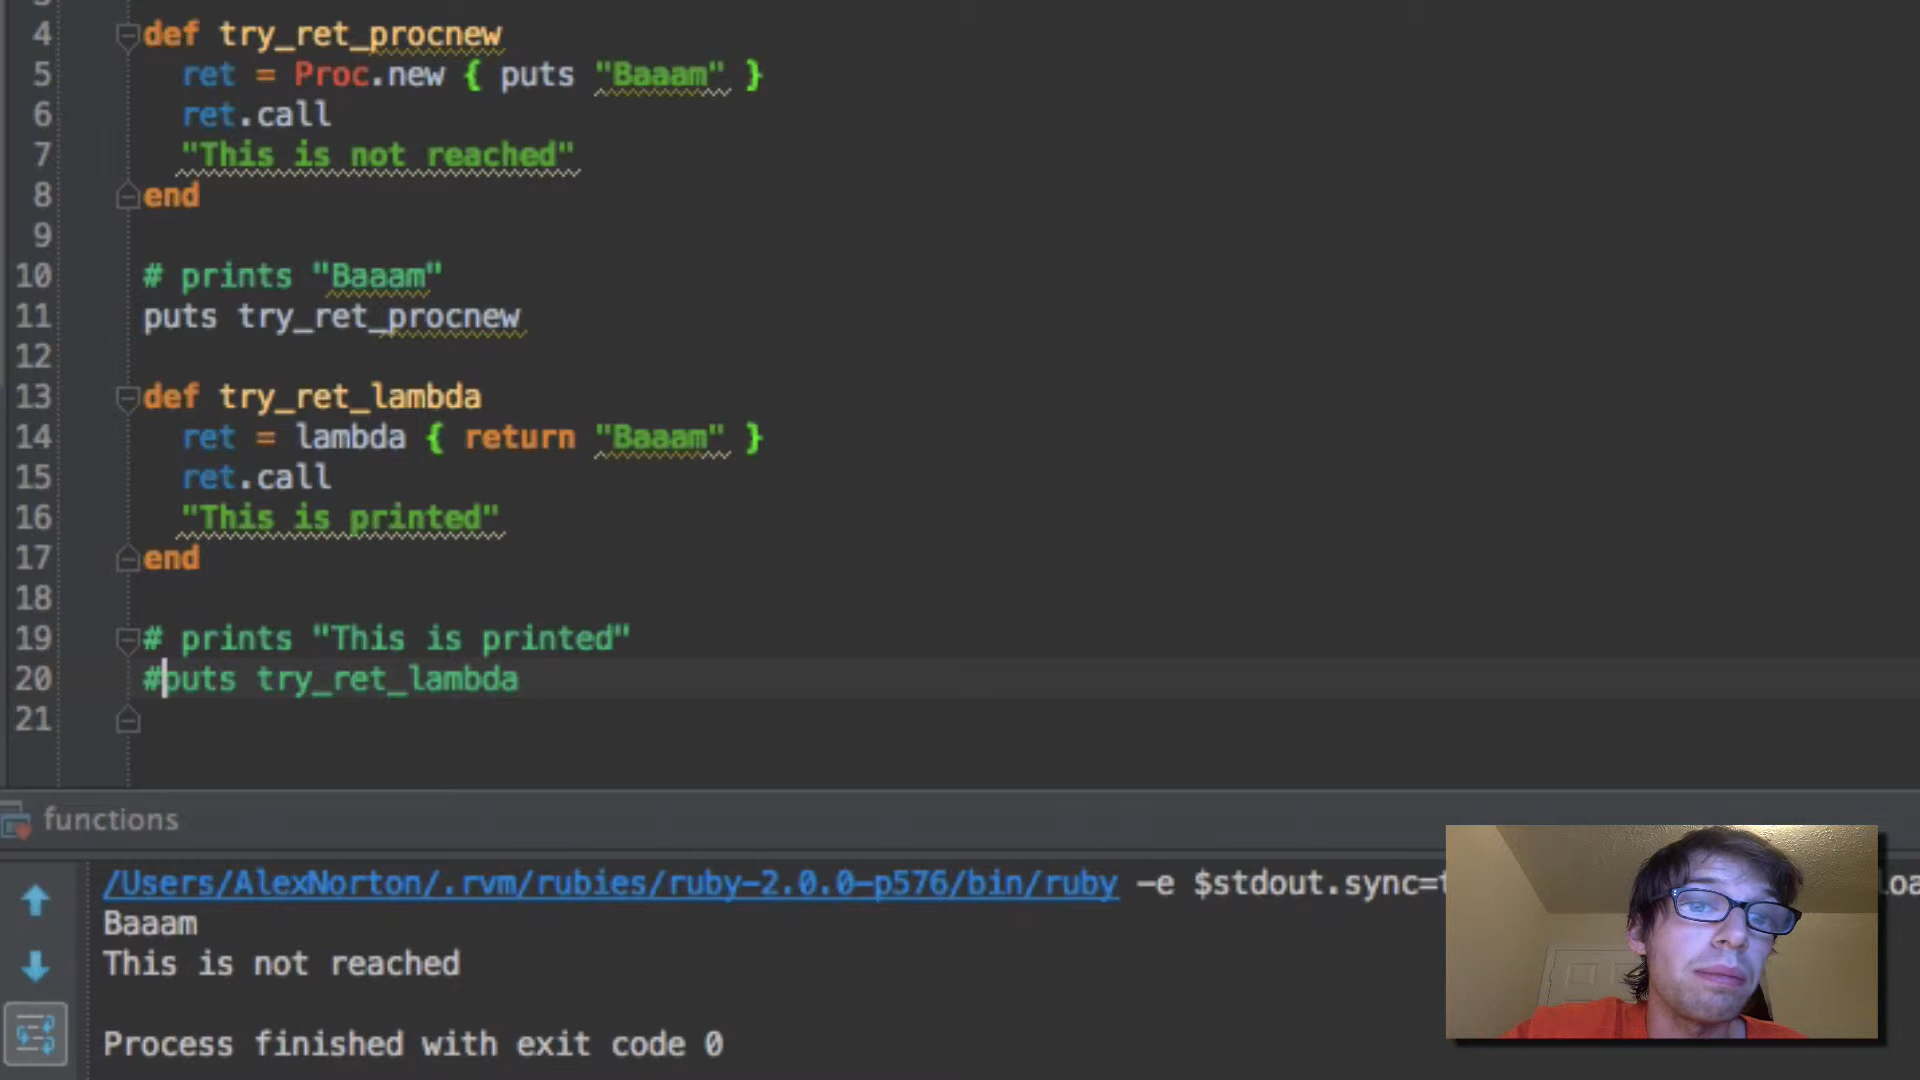 4 def try_ret_procnew
5 ret = Proc.new { puts "Baaam" }
6 ret.call
7 "This is not reached"
8 end
9
10 # prints "Baaam"
11 puts try_ret_procnew
12
13 def try_ret_lambda
14 ret = lambda { return "Baaam" }
15 ret.call
16 "This is printed"
17 end
18
19 # prints "This is printed"
20 #puts try_ret_lambda
21
functions
/Users/AlexNorton/.rvm/rubies/ruby-2.0.0-p576/bin/ruby -e $stdout.sync=
Baaam
This is not reached
Process finished with exit code 0